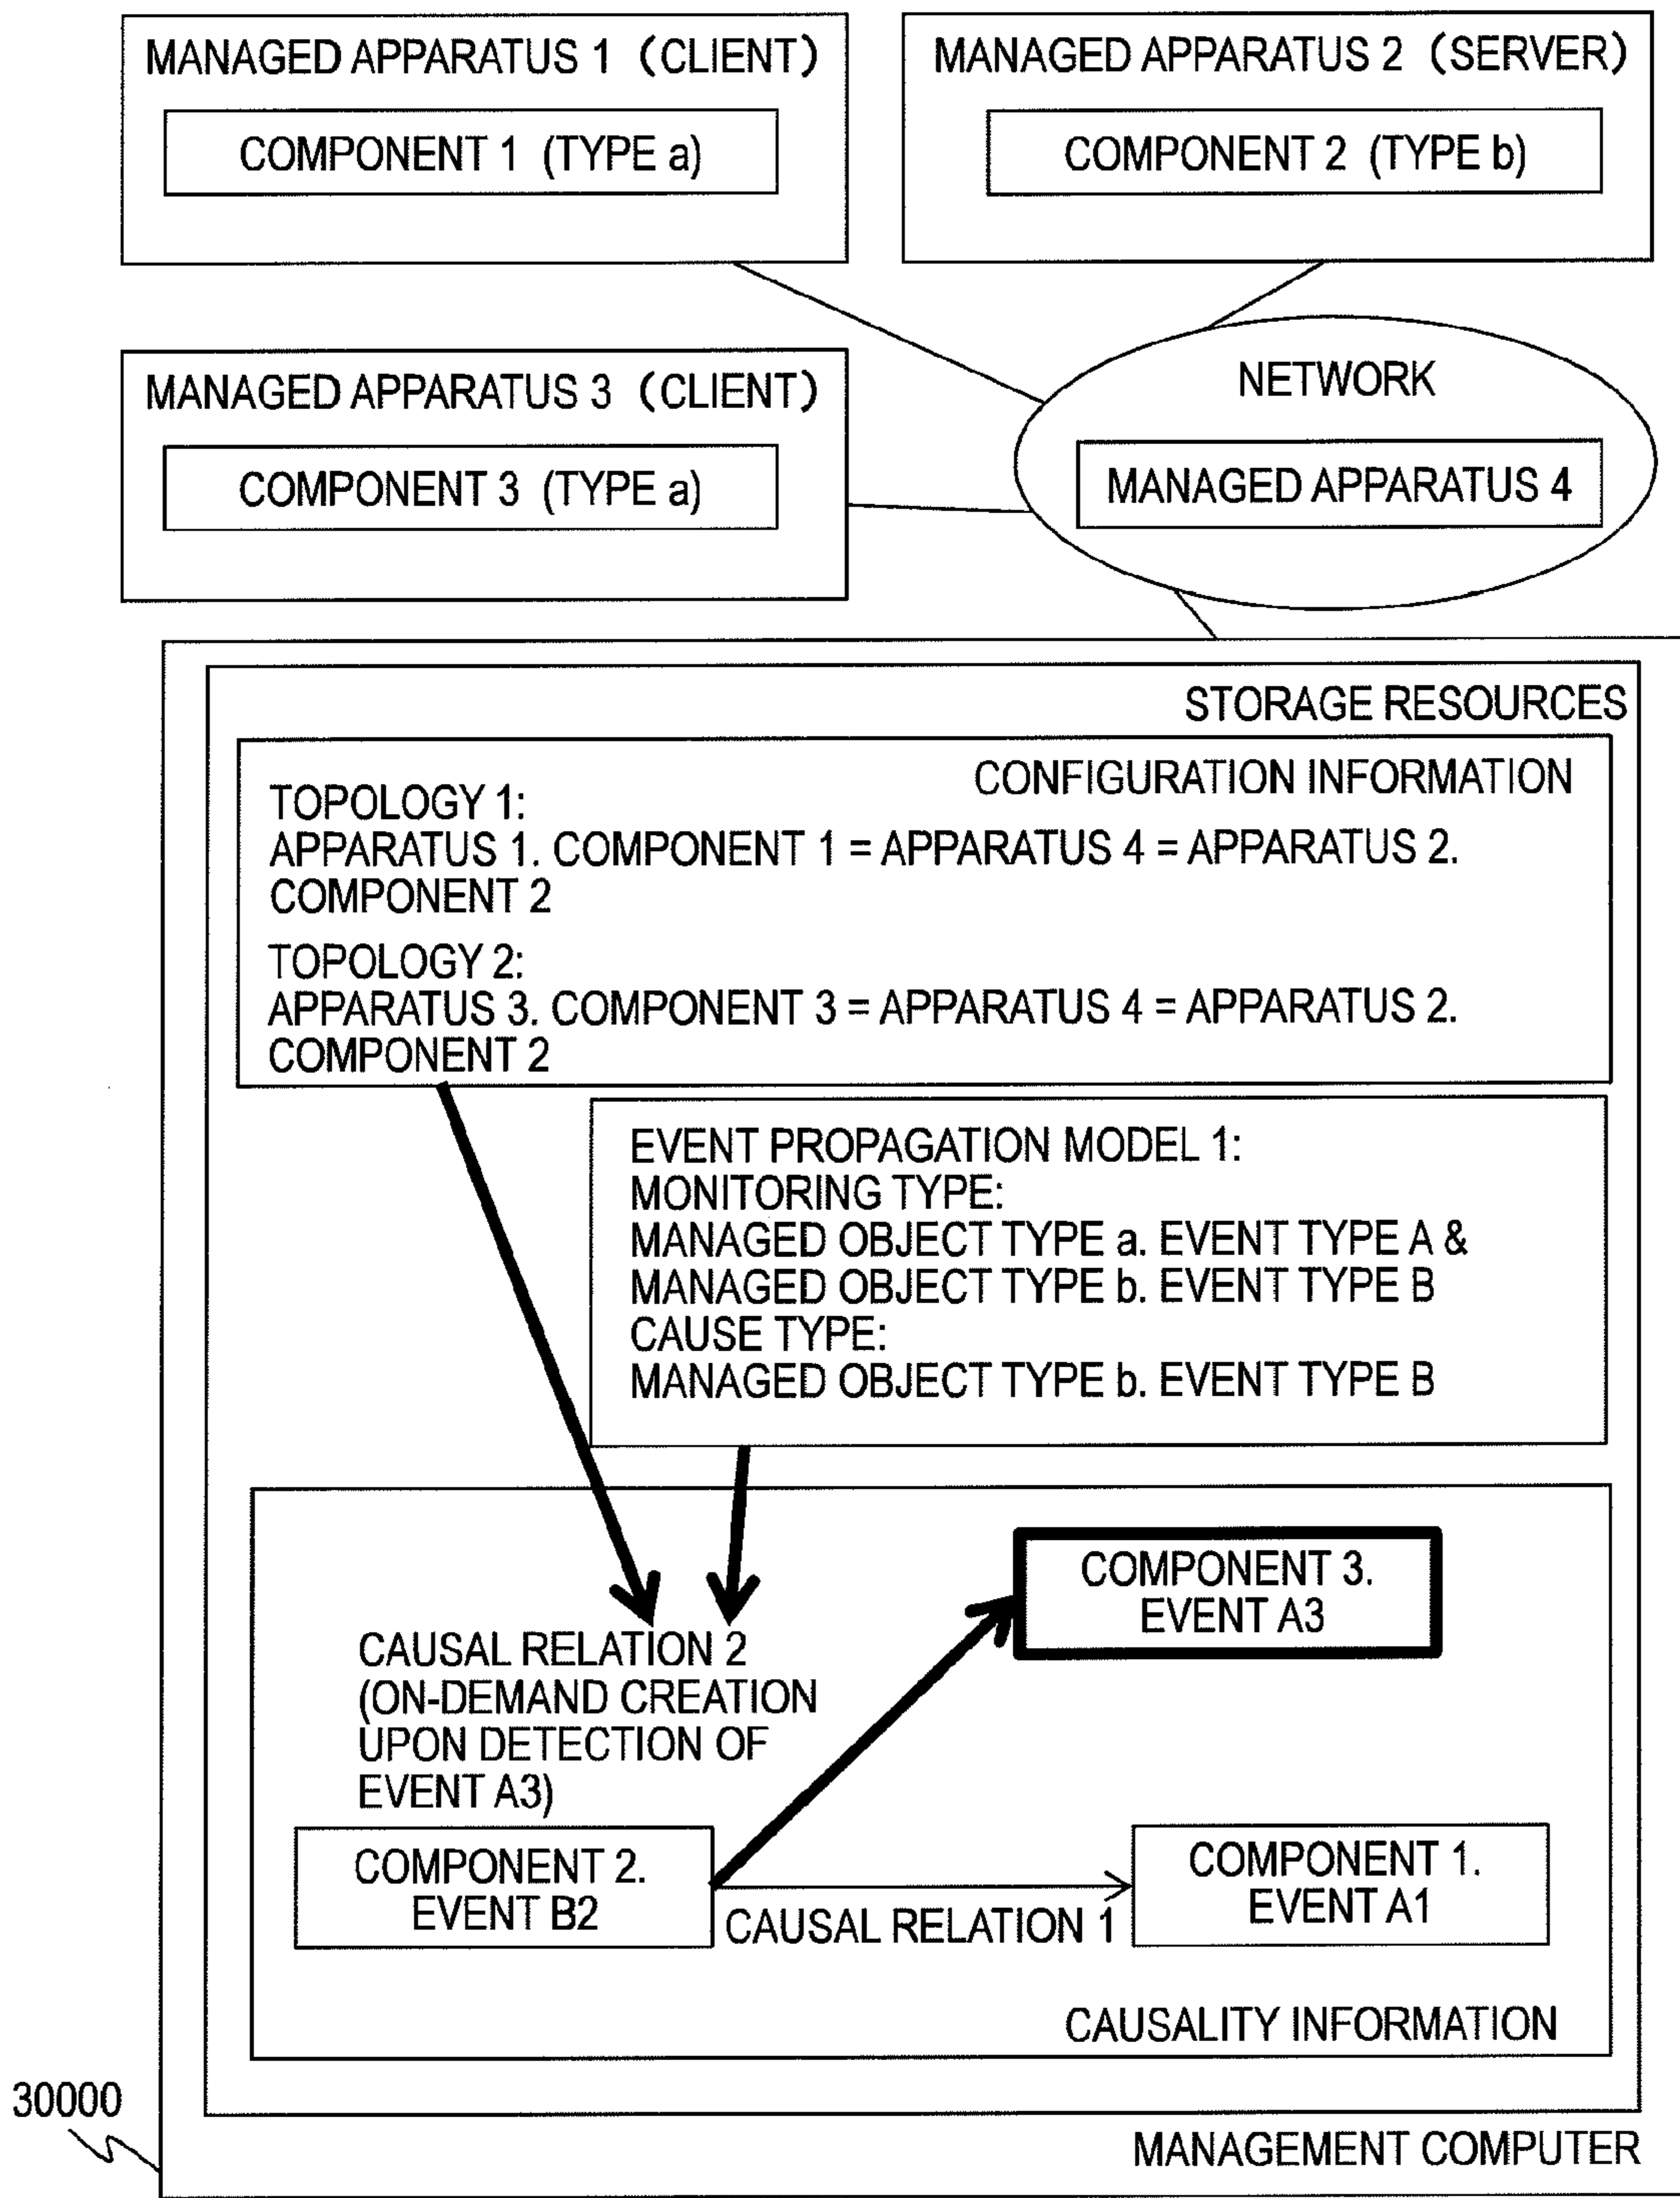 MANAGED APPARATUS 1 (CLIENT)
COMPONENT 1 (TYPE a)
MANAGED APPARATUS 2 (SERVER)
COMPONENT 2 (TYPE b)
MANAGED APPARATUS 3 (CLIENT)
COMPONENT 3 (TYPE a)
NETWORK
MANAGED APPARATUS 4
STORAGE RESOURCES
CONFIGURATION INFORMATION
TOPOLOGY 1:
APPARATUS 1. COMPONENT 1 = APPARATUS 4 = APPARATUS 2.
COMPONENT 2
TOPOLOGY 2:
APPARATUS 3. COMPONENT 3 = APPARATUS 4 = APPARATUS 2.
COMPONENT 2
EVENT PROPAGATION MODEL 1:
MONITORING TYPE:
MANAGED OBJECT TYPE a. EVENT TYPE A &
MANAGED OBJECT TYPE b. EVENT TYPE B
CAUSE TYPE:
MANAGED OBJECT TYPE b. EVENT TYPE B
COMPONENT 3.
EVENT A3
CAUSAL RELATION 2
(ON-DEMAND CREATION
UPON DETECTION OF
EVENT A3)
COMPONENT 2.
EVENT B2
CAUSAL RELATION 1
COMPONENT 1.
EVENT A1
CAUSALITY INFORMATION
30000
MANAGEMENT COMPUTER